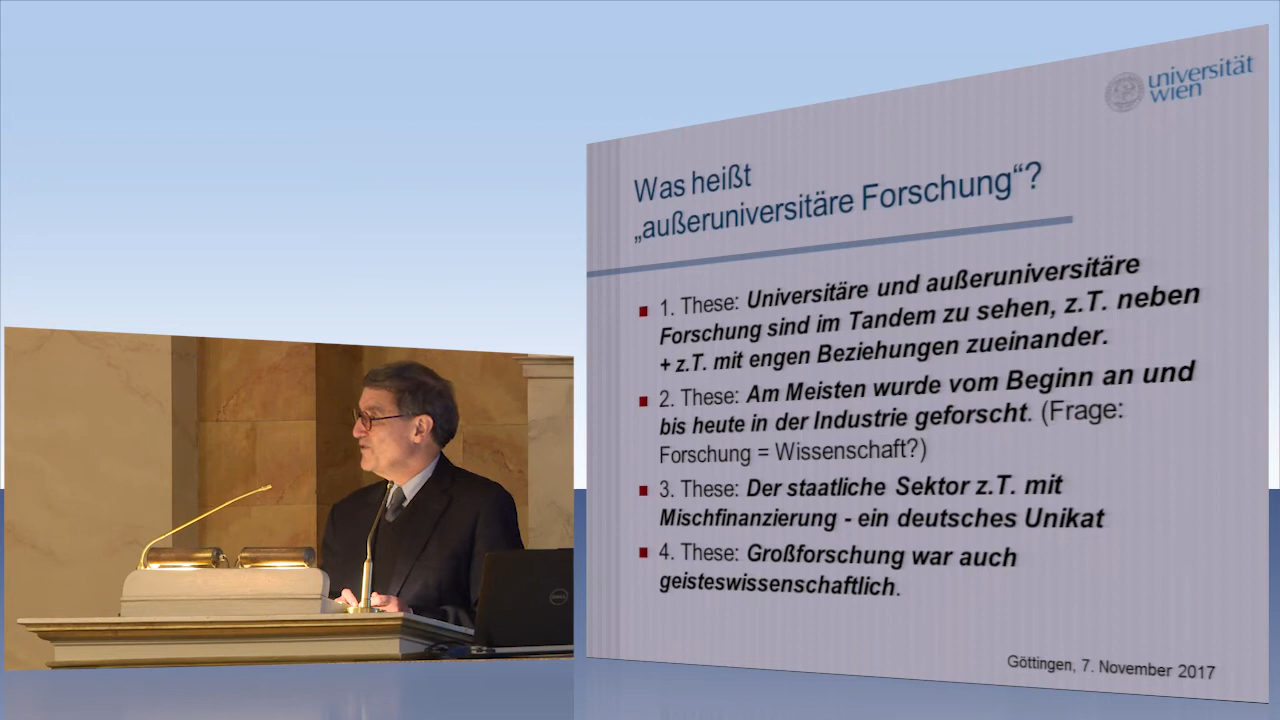 universität
wien
Was heißt
„außeruniversitäre Forschung“?
1. These: Universitäre und außeruniversitäre
Forschung sind im Tandem zu sehen, z.T. neben
+ z.T. mit engen Beziehungen zueinander.
2. These: Am Meisten wurde vom Beginn an und
bis heute in der Industrie geforscht. (Frage:
Forschung = Wissenschaft?)
3. These: Der staatliche Sektor z.T. mit
Mischfinanzierung - ein deutsches Unikat
4. These: Großforschung war auch
geisteswissenschaftlich.
Göttingen, 7. November 2017
DELL